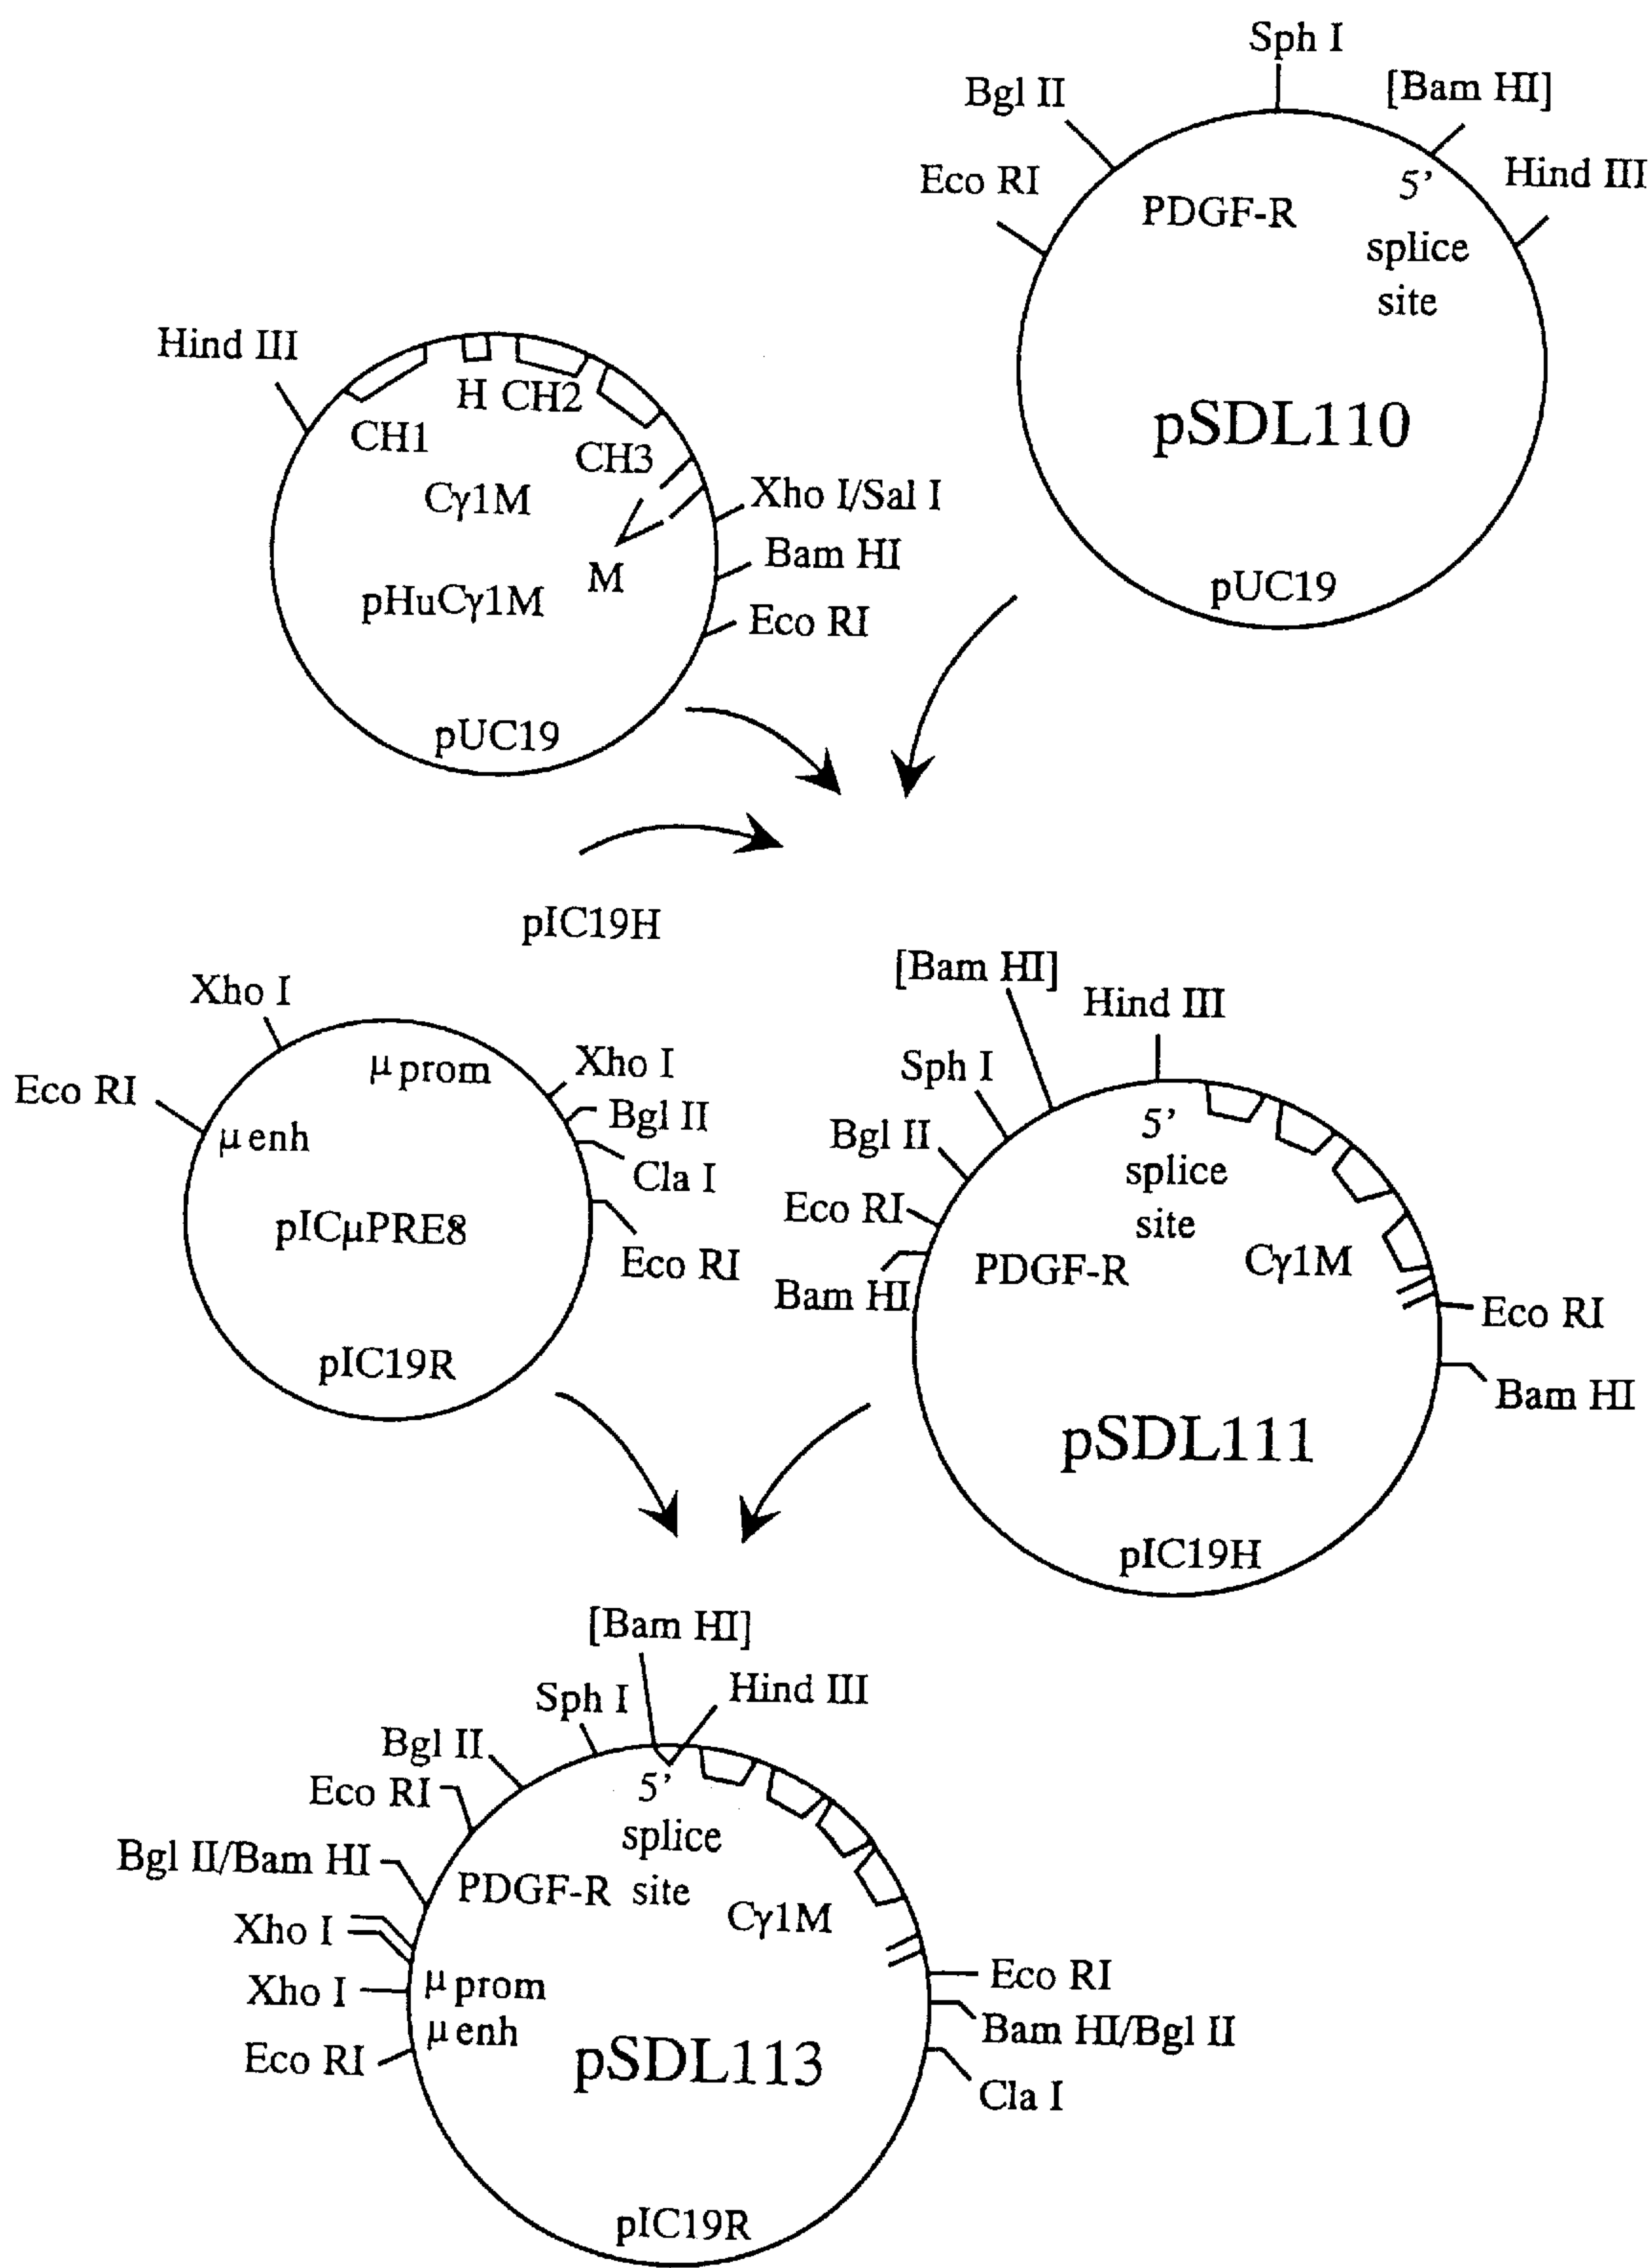 Sph I
Bgl II
[Bam HI]
Eco RI
Hind III
PDGF-R
5’
splice
site
pSDL110
pUC19
Hind III
CH1
H
CH2
CH3
Cγ1M
M
pHuCγ1M
Xho I/Sal I
Bam HI
Eco RI
pUC19
pIC19H
Xho I
Eco RI
μ prom
μ enh
Xho I
Bgl II
Cla I
Eco RI
pICμPRE8
pIC19R
[Bam HI]
Hind III
Sph I
Bgl II
Eco RI
Bam HI
5’
splice
site
PDGF-R
Cγ1M
Eco RI
Bam HI
pSDL111
pIC19H
[Bam HI]
Hind III
Sph I
Bgl II
Eco RI
Bgl II/Bam HI
Xho I
Xho I
Eco RI
5’
splice
PDGF-R site
Cγ1M
μ prom
μ enh
Eco RI
Bam HI/Bgl II
Cla I
pSDL113
pIC19R